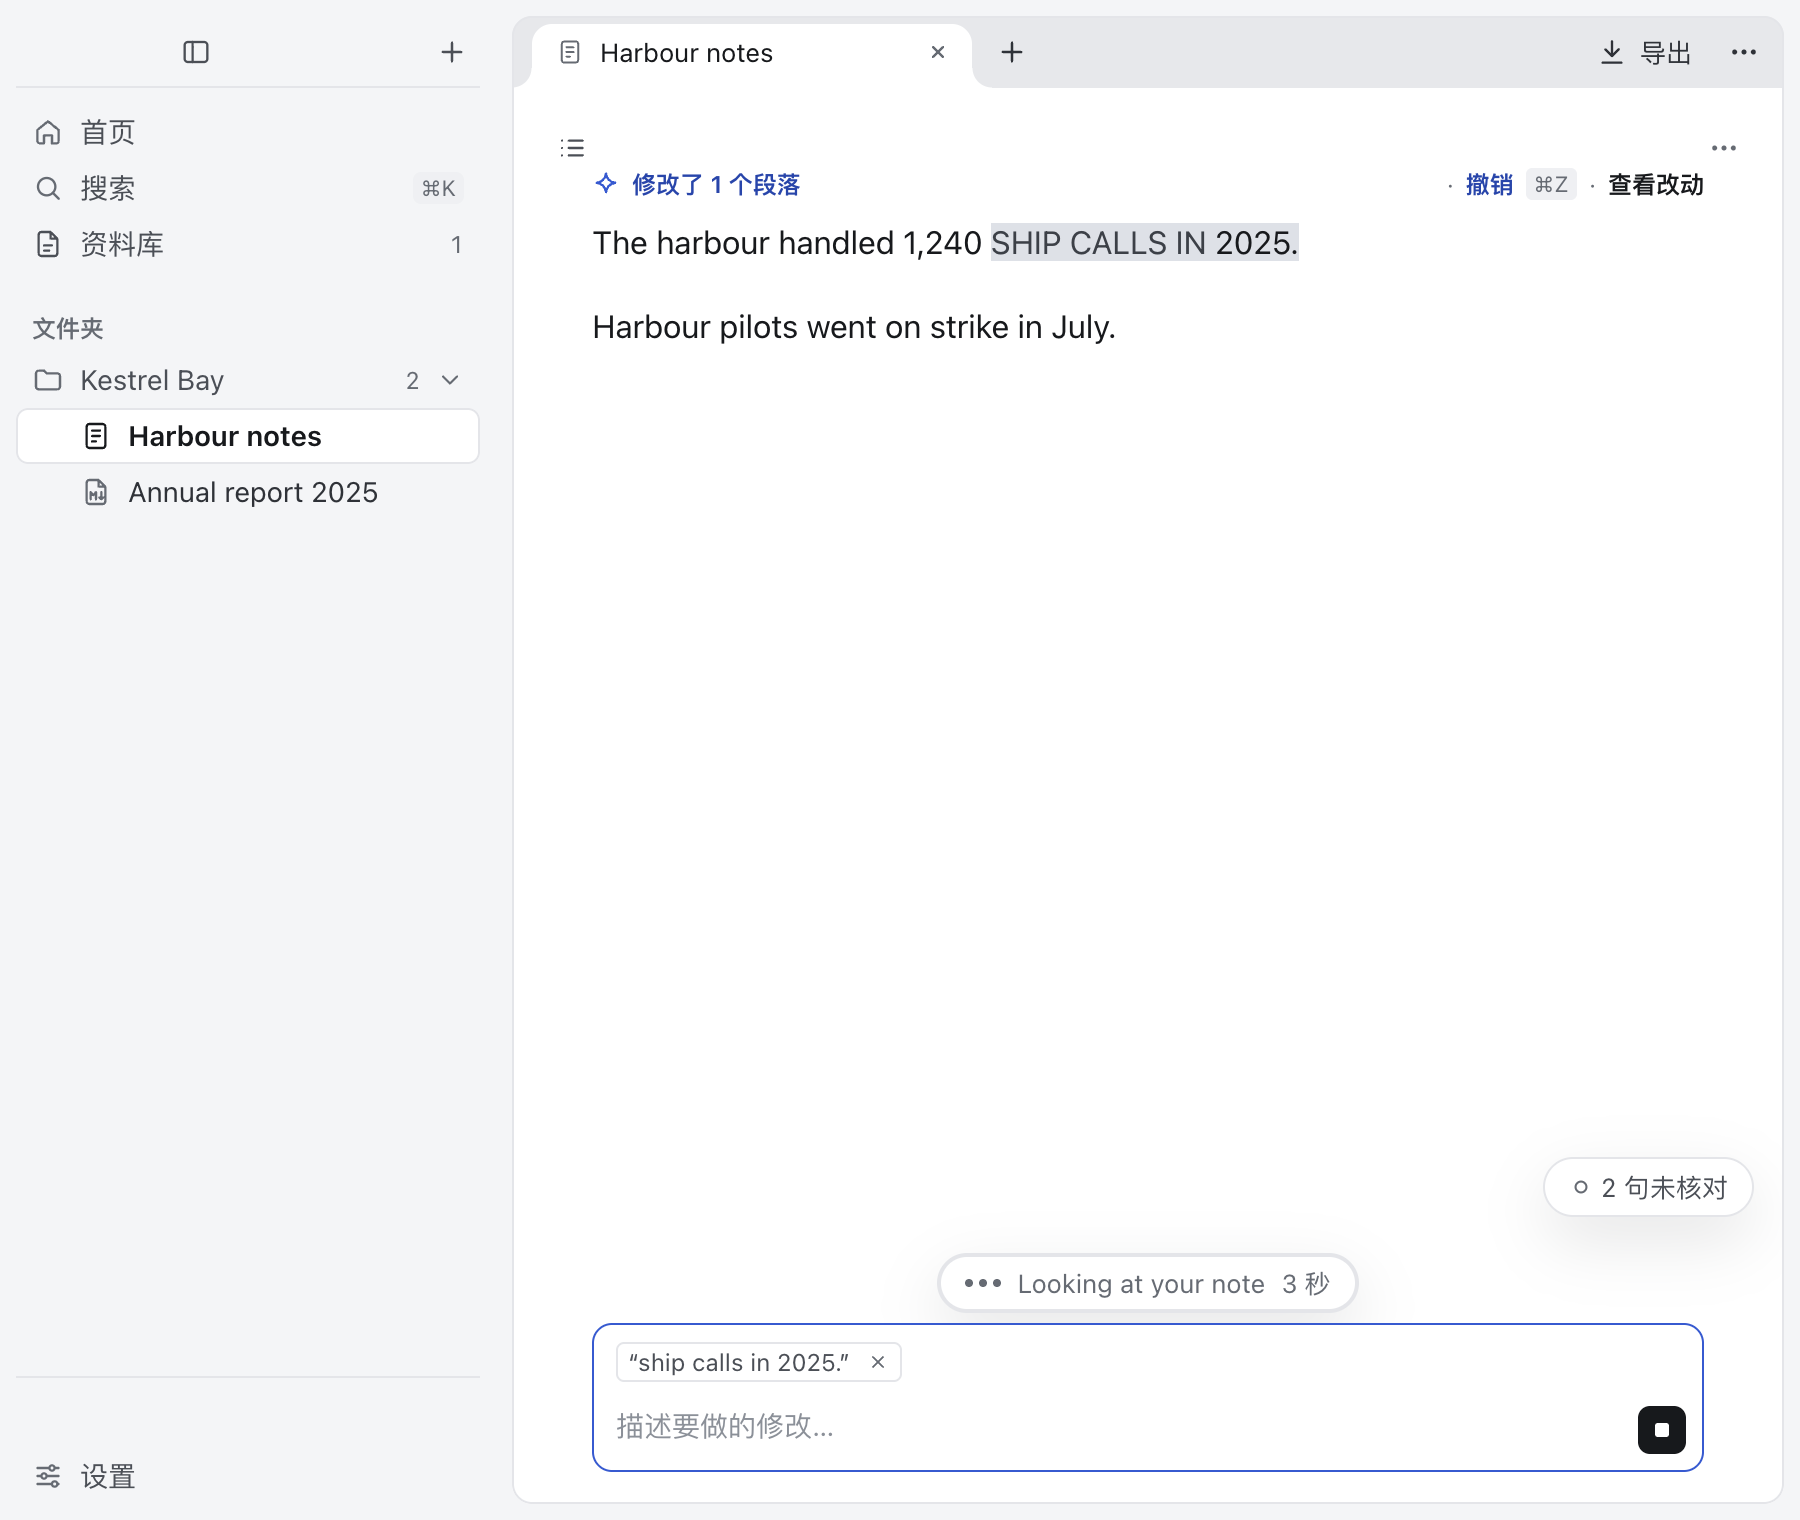 首页
搜索 ⌘K
资料库 1
文件夹
Kestrel Bay 2
Harbour notes
Annual report 2025
设置
Harbour notes
导出
修改了 1 个段落 · 撤销 ⌘Z · 查看改动
The harbour handled 1,240 SHIP CALLS IN 2025.
Harbour pilots went on strike in July.
2 句未核对
Looking at your note 3 秒
“ship calls in 2025.”
描述要做的修改...